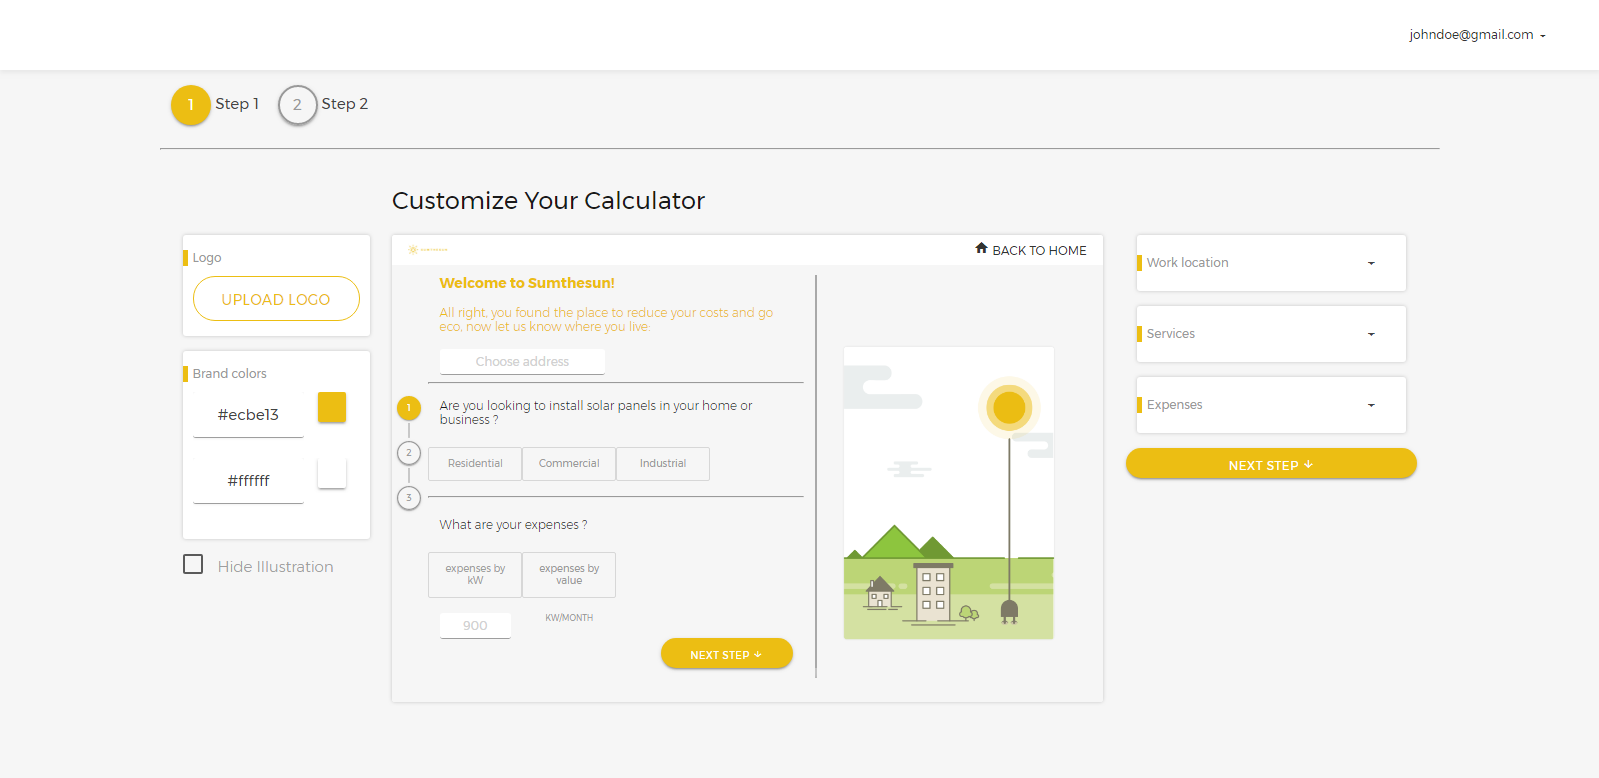 johndoe@gmail.com
1 Step 1 2 Step 2
Customize Your Calculator
Logo
UPLOAD LOGO
Brand colors
#ecbe13
#ffffff
Hide Illustration
SUMTHESUN
BACK TO HOME
Welcome to Sumthesun!
All right, you found the place to reduce your costs and go
eco, now let us know where you live:
Choose address
1
Are you looking to install solar panels in your home or
business ?
2
Residential Commercial Industrial
3
What are your expenses ?
expenses by
kW
expenses by
value
900
KW/MONTH
NEXT STEP
Work location
Services
Expenses
NEXT STEP